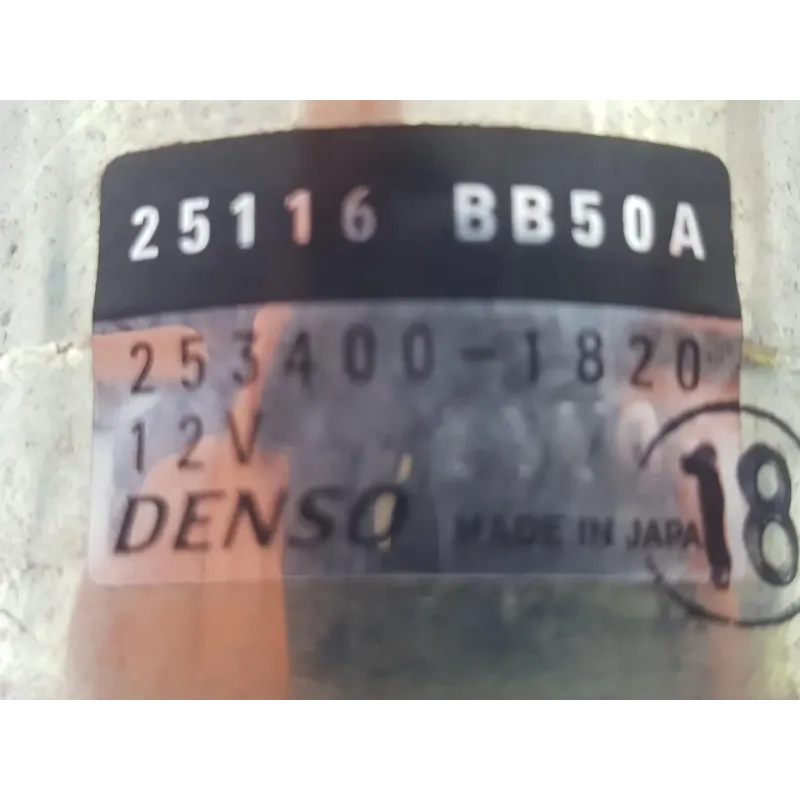 25116 BB50A
253400-1820
12V
DENSO MADE IN JAPAN
18